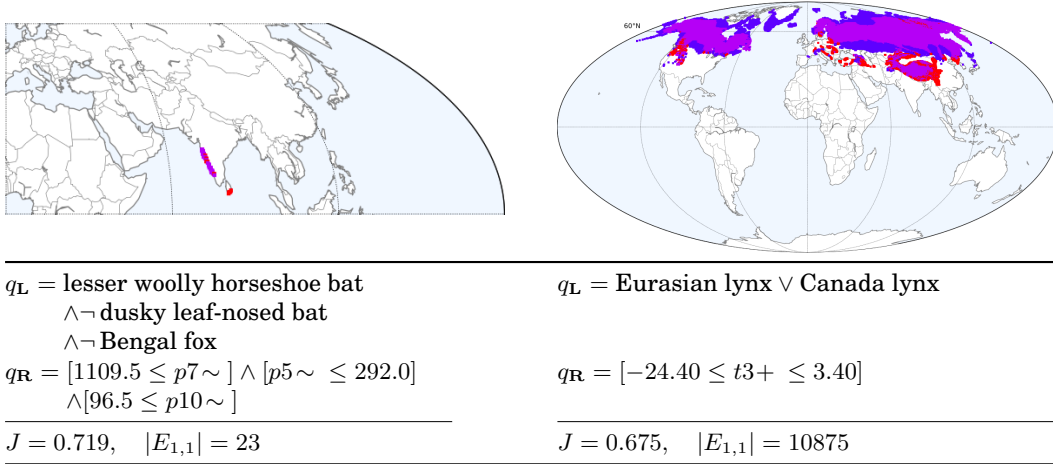 60°N
q_L = lesser woolly horseshoe bat
∧¬ dusky leaf-nosed bat
∧¬ Bengal fox
q_R = [1109.5 ≤ p7∼ ] ∧ [p5∼ ≤ 292.0]
∧[96.5 ≤ p10∼ ]
J = 0.719, |E_{1,1}| = 23
q_L = Eurasian lynx ∨ Canada lynx
q_R = [−24.40 ≤ t3+ ≤ 3.40]
J = 0.675, |E_{1,1}| = 10875